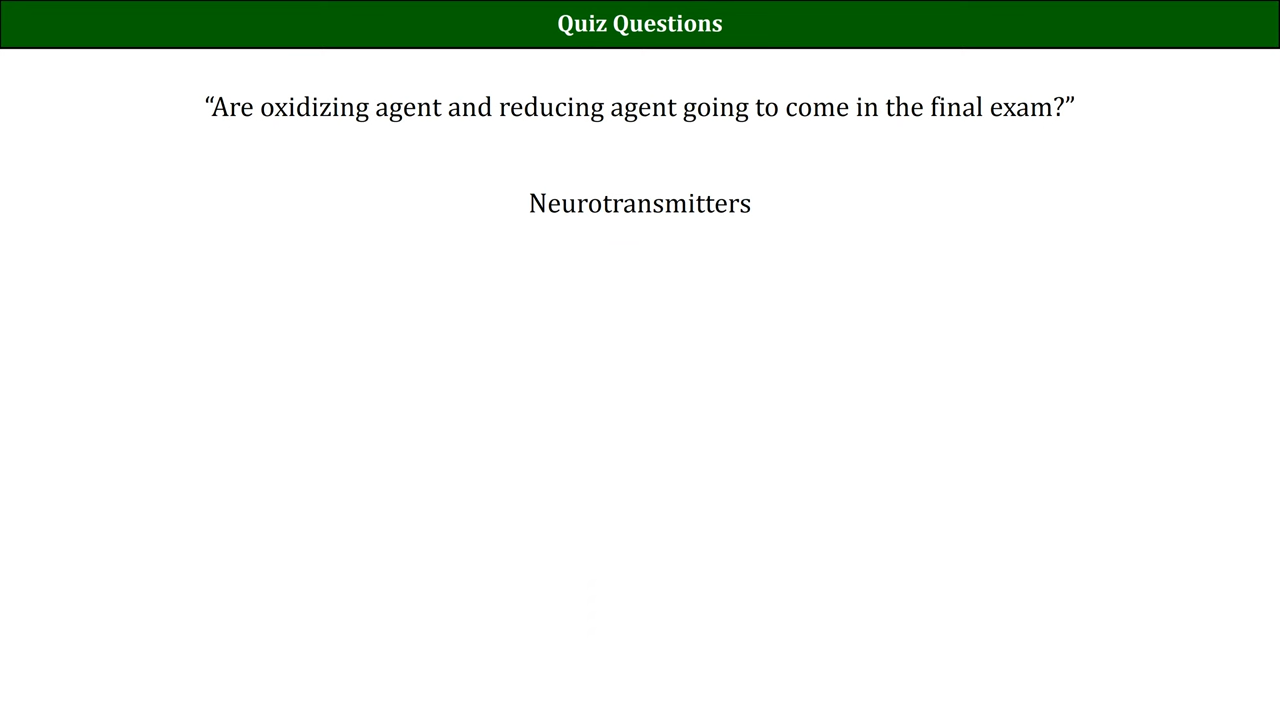 Quiz Questions
“Are oxidizing agent and reducing agent going to come in the final exam?”
Neurotransmitters